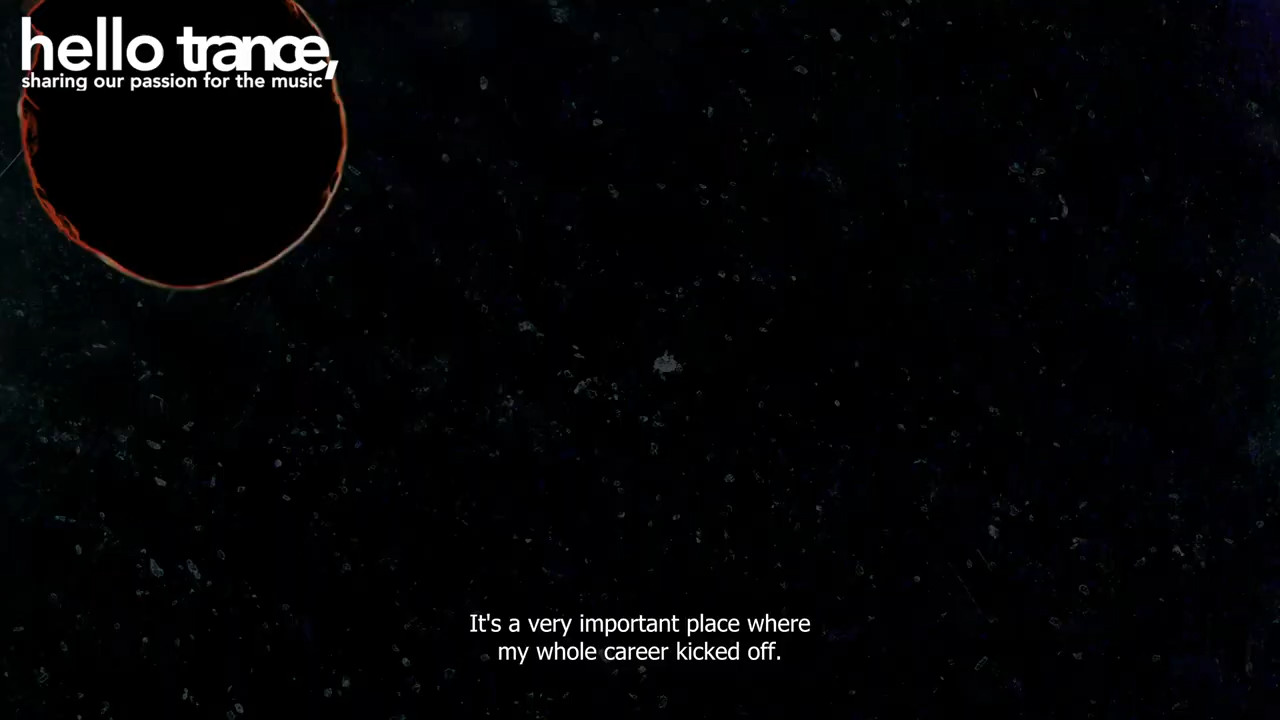 hello trance,
sharing our passion for the music
It's a very important place where
my whole career kicked off.